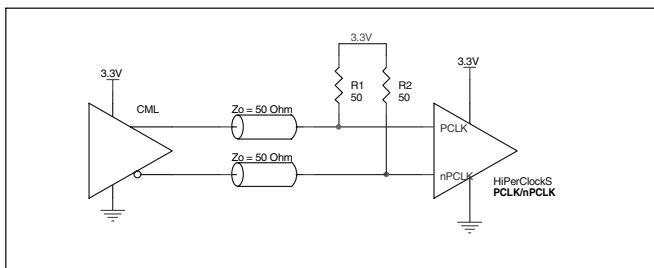 3.3V
3.3V
3.3V
R1
50
R2
50
CML
Zo = 50 Ohm
PCLK
Zo = 50 Ohm
nPCLK
HiPerClockS
PCLK/nPCLK